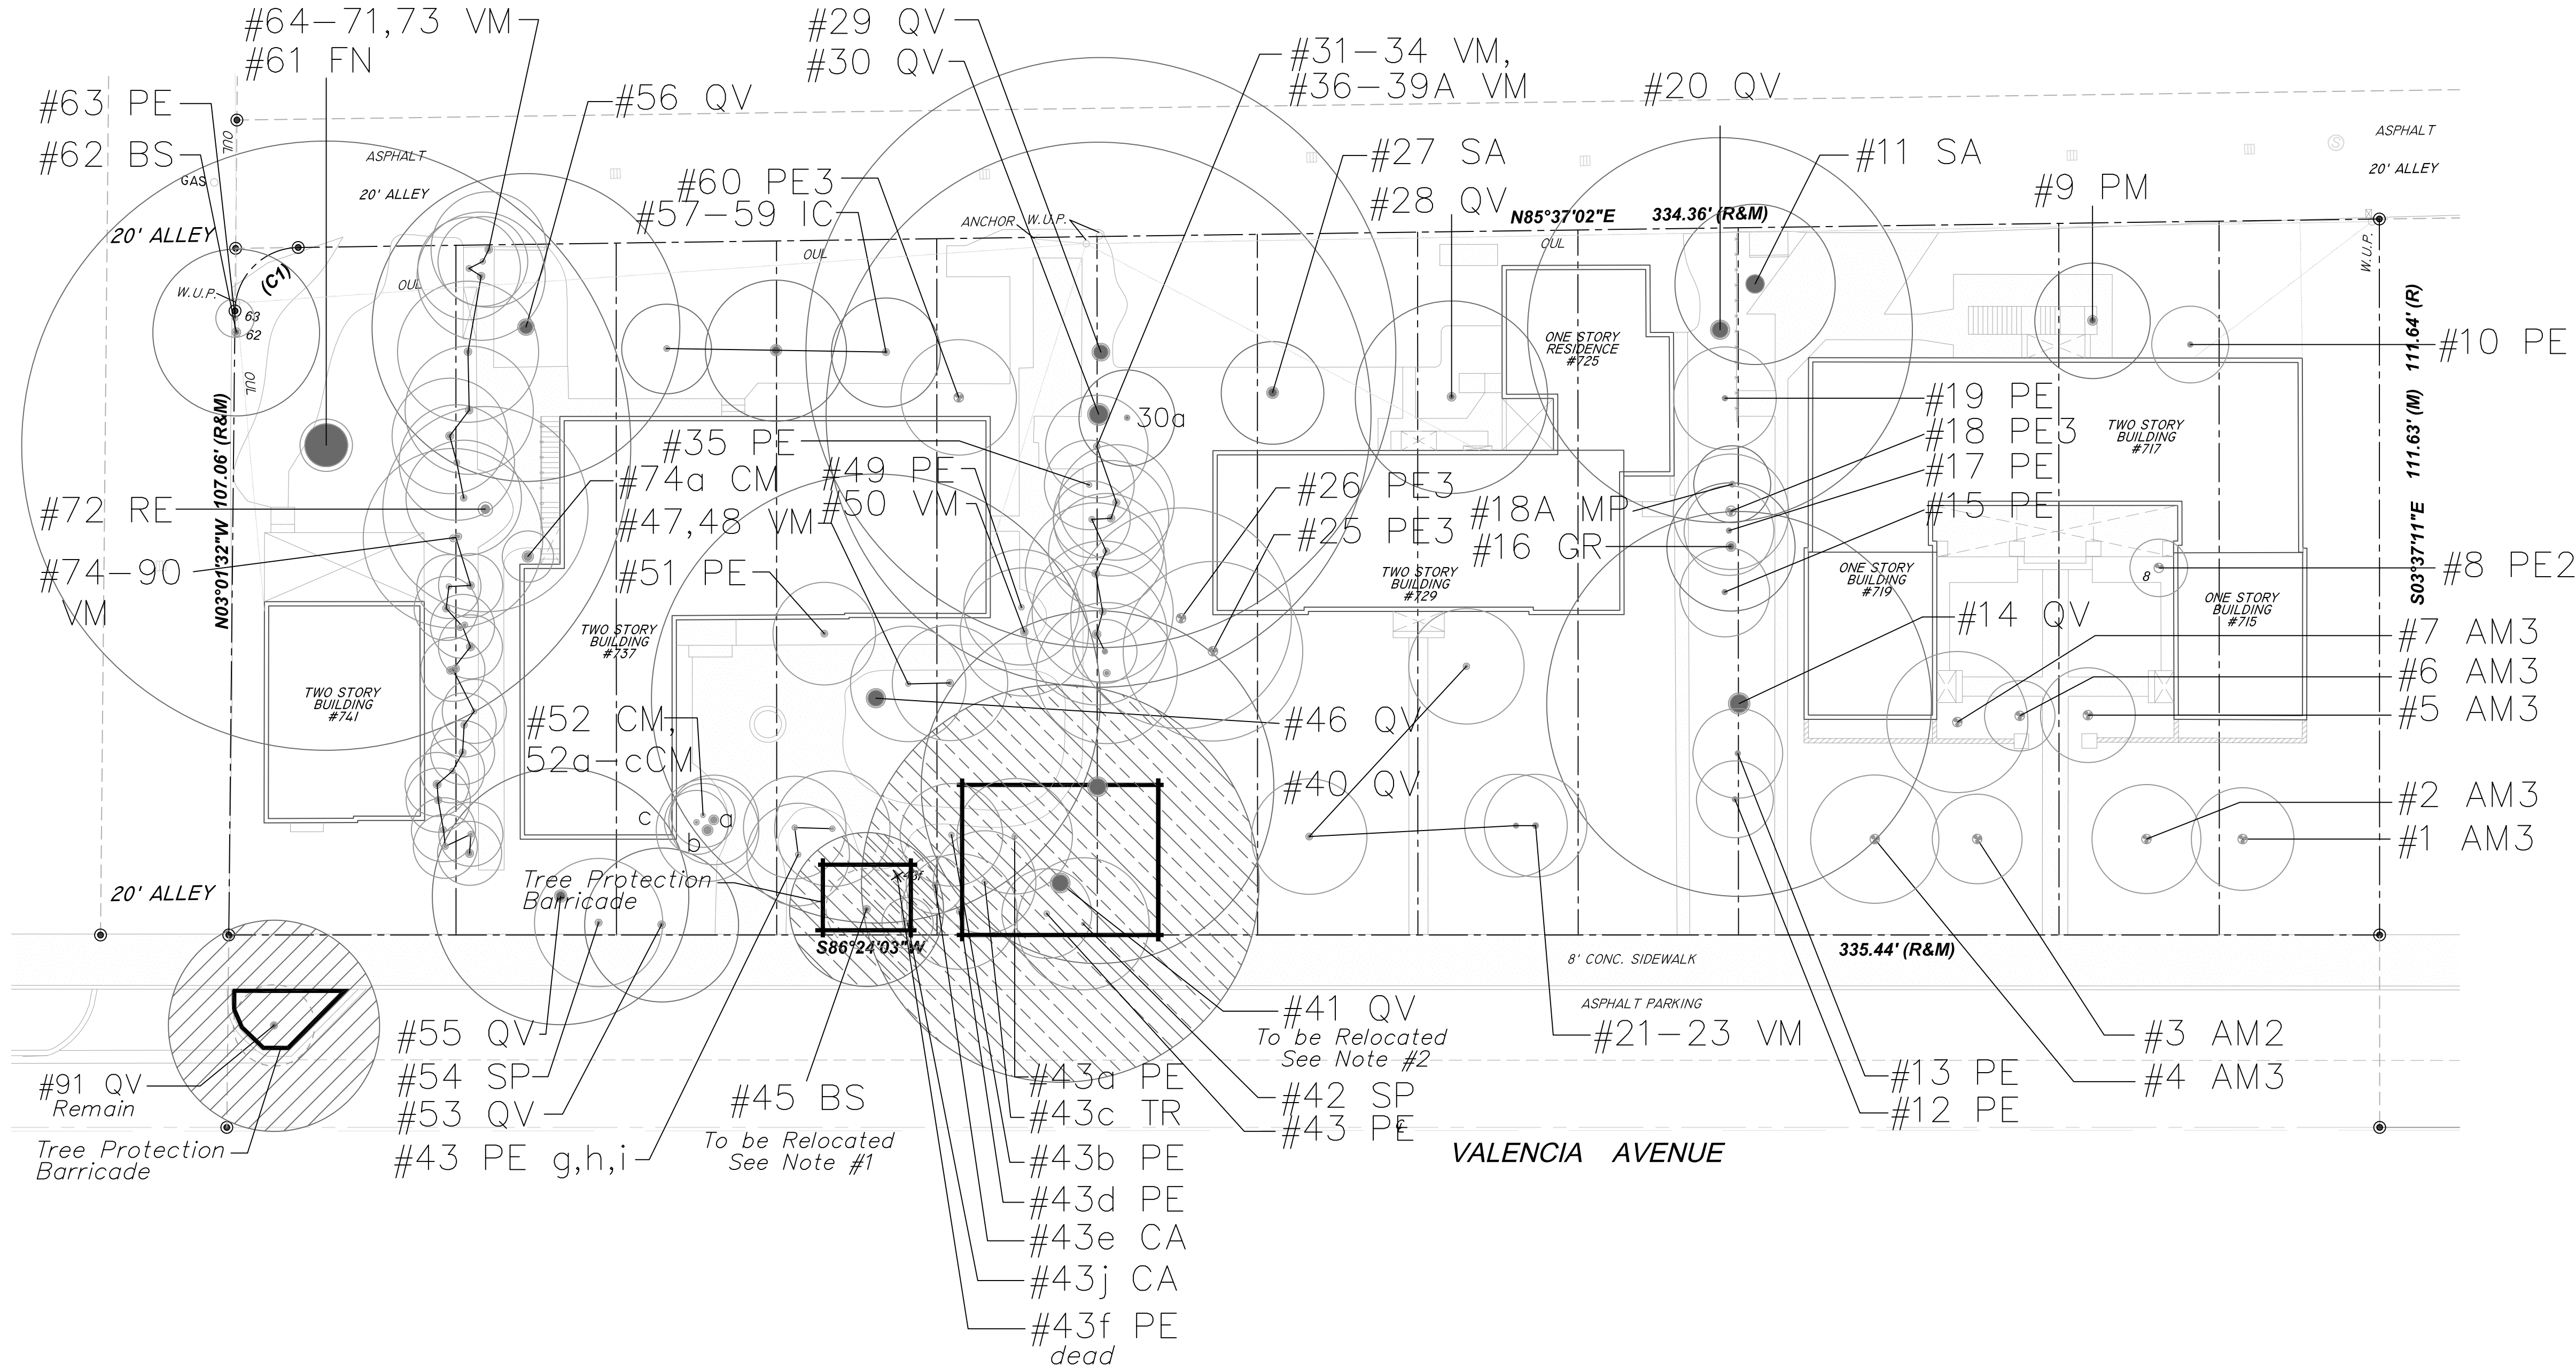 #64-71,73 VM
#61 FN
#63 PE
#62 BS
#56 QV
#29 QV
#30 QV
#31-34 VM,
#36-39A VM
#20 QV
#27 SA
#28 QV
#11 SA
#9 PM
ASPHALT
20' ALLEY
OUL
GAS
ASPHALT
20' ALLEY
20' ALLEY
#60 PE3
#57-59 IC
ANCHOR
W.U.P.
N85°37'02"E 334.36' (R&M)
OUL
OUL
OUL
W.U.P.
W.U.P.
(C1)
63
62
OUL
N03°01'32"W 107.06' (R&M)
S03°37'11"E 111.63' (M) 111.64' (R)
ONE STORY
RESIDENCE
#725
#10 PE
30a
#19 PE
#18 PE3
#17 PE
#15 PE
TWO STORY
BUILDING
#717
#35 PE
#74a CM
#49 PE
#50 VM
#47,48 VM
#26 PE3
#25 PE3
#18A MP
#16 GR
#72 RE
#74-90
VM
#51 PE
TWO STORY
BUILDING
#729
ONE STORY
BUILDING
#719
8
#8 PE2
ONE STORY
BUILDING
#715
#14 QV
TWO STORY
BUILDING
#737
#7 AM3
#6 AM3
#5 AM3
TWO STORY
BUILDING
#741
#52 CM,
52a-cCM
#46 QV
#40 QV
c
a
b
#2 AM3
#1 AM3
Tree Protection
Barricade
43f
20' ALLEY
S86°24'03"W
335.44' (R&M)
8' CONC. SIDEWALK
ASPHALT PARKING
#55 QV
#54 SP
#53 QV
#43 PE g,h,i
#91 QV
Remain
Tree Protection
Barricade
#45 BS
To be Relocated
See Note #1
#41 QV
To be Relocated
See Note #2
#42 SP
#43 PE
#21-23 VM
#13 PE
#12 PE
#3 AM2
#4 AM3
VALENCIA AVENUE
#43a PE
#43c TR
#43b PE
#43d PE
#43e CA
#43j CA
#43f PE
dead